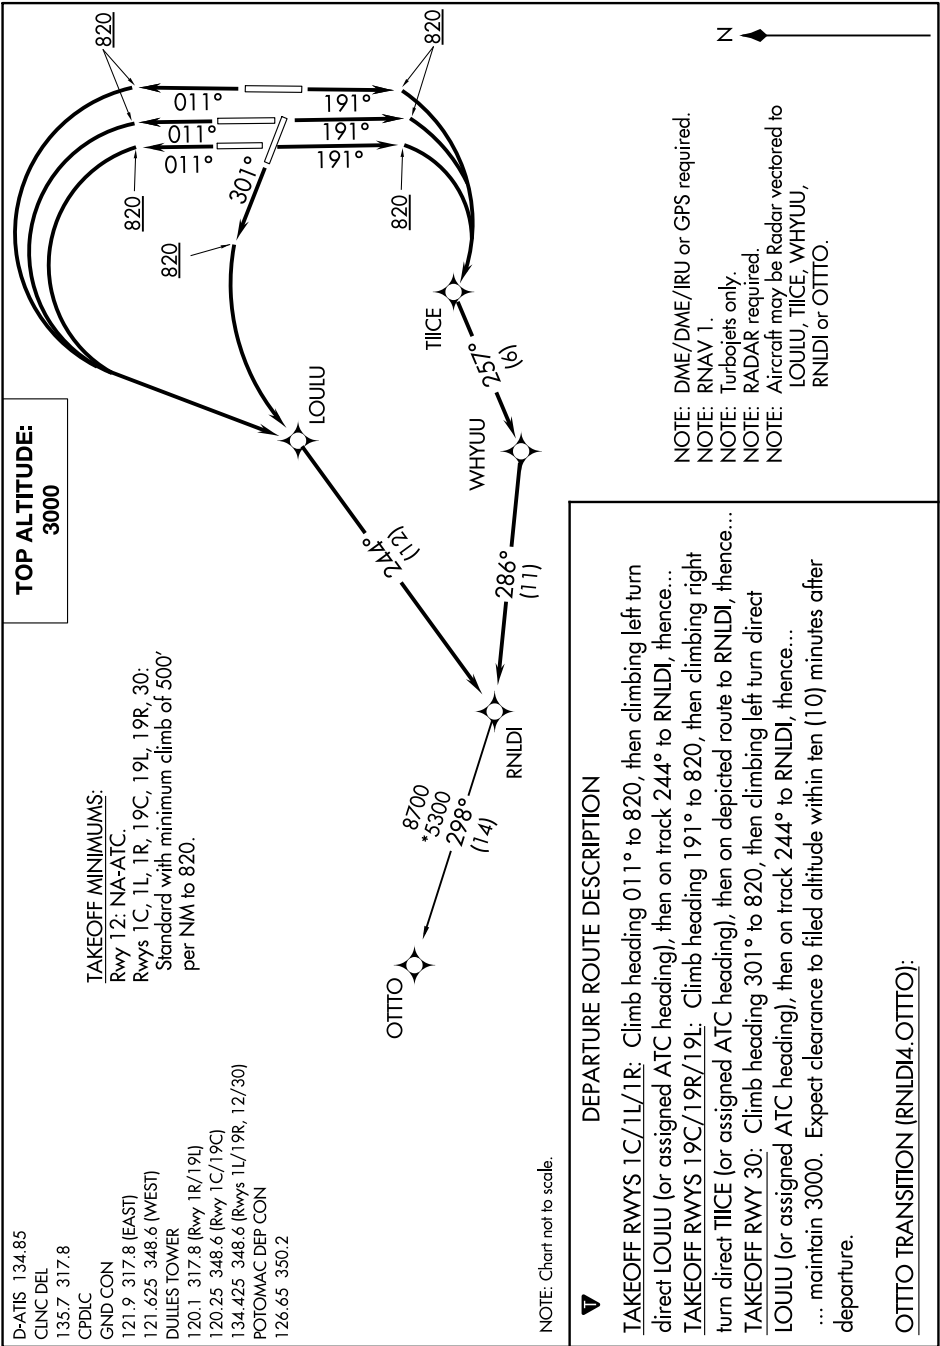 D-ATIS 134.85
CLNC DEL
135.7 317.8
CPDLC
GND CON
121.9 317.8 (EAST)
121.625 348.6 (WEST)
DULLES TOWER
120.1 317.8 (Rwy 1R/19L)
120.25 348.6 (Rwy 1C/19C)
134.425 348.6 (Rwys 1L/19R, 12/30)
POTOMAC DEP CON
126.65 350.2
TAKEOFF MINIMUMS:
Rwy 12: NA-ATC.
Rwys 1C, 1L, 1R, 19C, 19L, 19R, 30:
Standard with minimum climb of 500'
per NM to 820.
TOP ALTITUDE:
3000
820
820
820
820
820
011°
011°
011°
191°
191°
191°
301°
LOULU
TIICE
WHYUU
RNLDI
OTTTO
244°
(12)
257°
(6)
286°
(11)
8700
*5300
298°
(14)
N
NOTE: Chart not to scale.
NOTE: DME/DME/IRU or GPS required.
NOTE: RNAV 1.
NOTE: Turbojets only.
NOTE: RADAR required.
NOTE: Aircraft may be Radar vectored to
LOULU, TIICE, WHYUU,
RNLDI or OTTTO.
T
DEPARTURE ROUTE DESCRIPTION
TAKEOFF RWYS 1C/1L/1R: Climb heading 011° to 820, then climbing left turn
direct LOULU (or assigned ATC heading), then on track 244° to RNLDI, thence...
TAKEOFF RWYS 19C/19R/19L: Climb heading 191° to 820, then climbing right
turn direct TIICE (or assigned ATC heading), then on depicted route to RNLDI, thence...
TAKEOFF RWY 30: Climb heading 301° to 820, then climbing left turn direct
LOULU (or assigned ATC heading), then on track 244° to RNLDI, thence...
... maintain 3000. Expect clearance to filed altitude within ten (10) minutes after
departure.
OTTTO TRANSITION (RNLDI4.OTTTO):